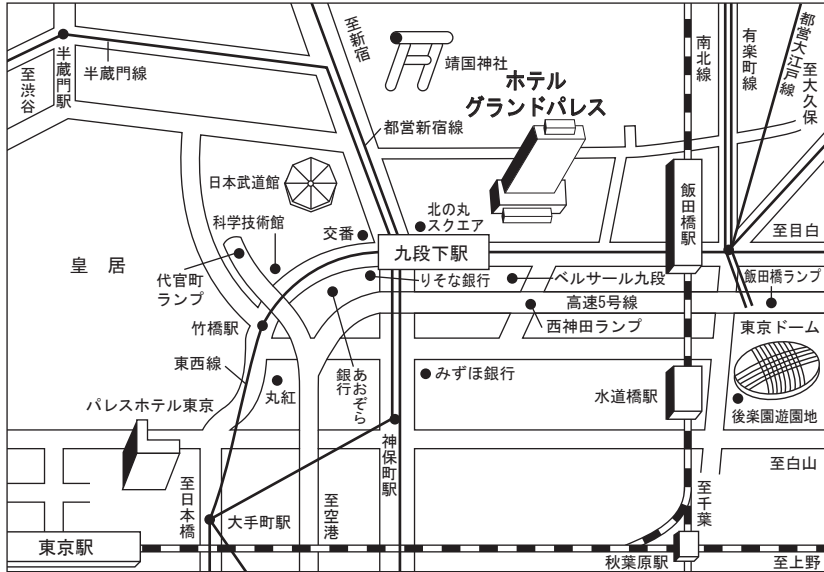 至新宿
靖国神社
ホテル
グランドパレス
南北線
有楽町線
都営大江戸線
至大久保
至渋谷
半蔵門駅
半蔵門線
都営新宿線
日本武道館
科学技術館
交番
北の丸
スクエア
九段下駅
飯田橋駅
至目白
皇居
代官町
ランプ
りそな銀行
ベルサール九段
飯田橋ランプ
高速5号線
西神田ランプ
竹橋駅
東京ドーム
東西線
あおぞら
銀行
みずほ銀行
水道橋駅
丸紅
後楽園遊園地
パレスホテル東京
神保町駅
至白山
至日本橋
大手町駅
至空港
至千葉
東京駅
秋葉原駅
至上野